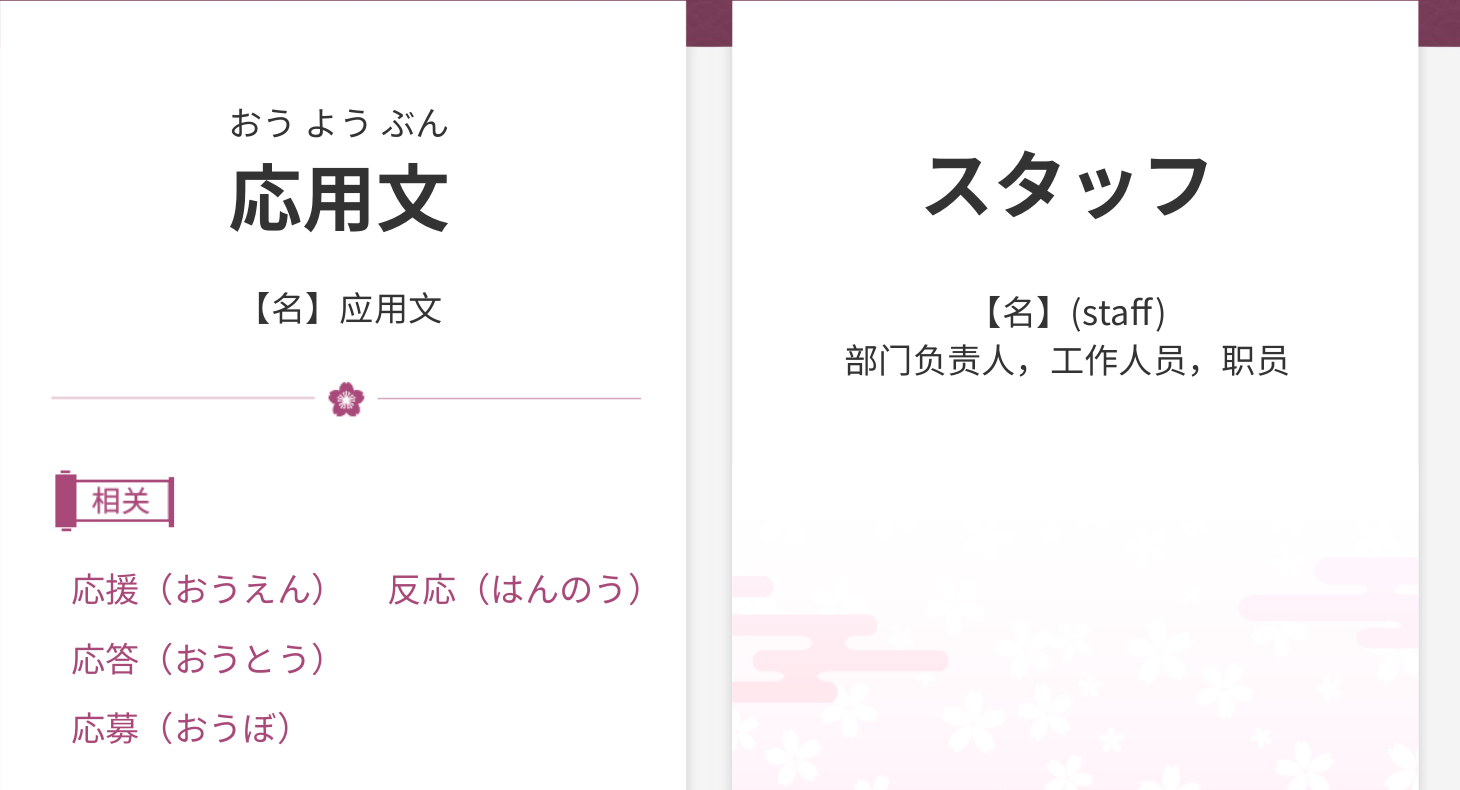 おう よう ぶん
応用文
【名】应用文
相关
応援（おうえん） 反応（はんのう）
応答（おうとう）
応募（おうぼ）
スタッフ
【名】(staff)
部门负责人，工作人员，职员